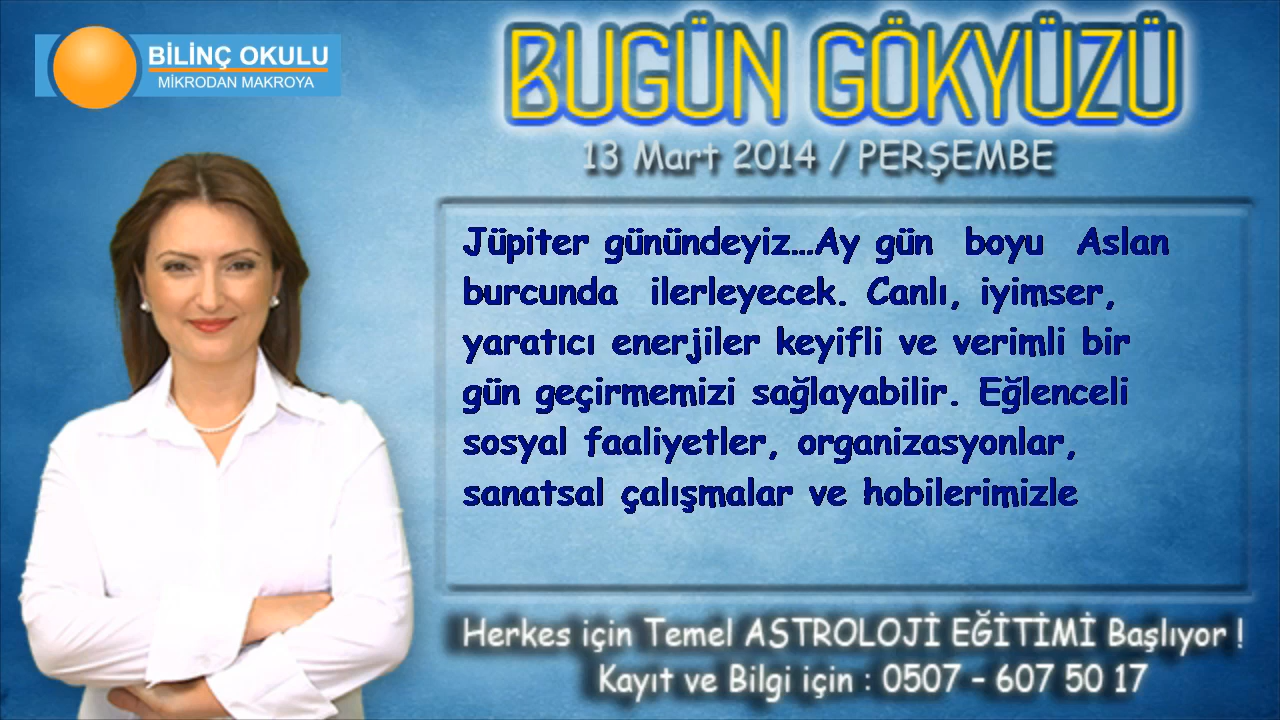 BİLİNÇ OKULU
MİKRODAN MAKROYA
BUGÜN GÖKYÜZÜ
13 Mart 2014 / PERŞEMBE
Jüpiter günündeyiz...Ay gün boyu Aslan
burcunda ilerleyecek. Canlı, iyimser,
yaratıcı enerjiler keyifli ve verimli bir
gün geçirmemizi sağlayabilir. Eğlenceli
sosyal faaliyetler, organizasyonlar,
sanatsal çalışmalar ve hobilerimizle
Herkes için Temel ASTROLOJİ EĞİTİMİ Başlıyor !
Kayıt ve Bilgi için : 0507 – 607 50 17